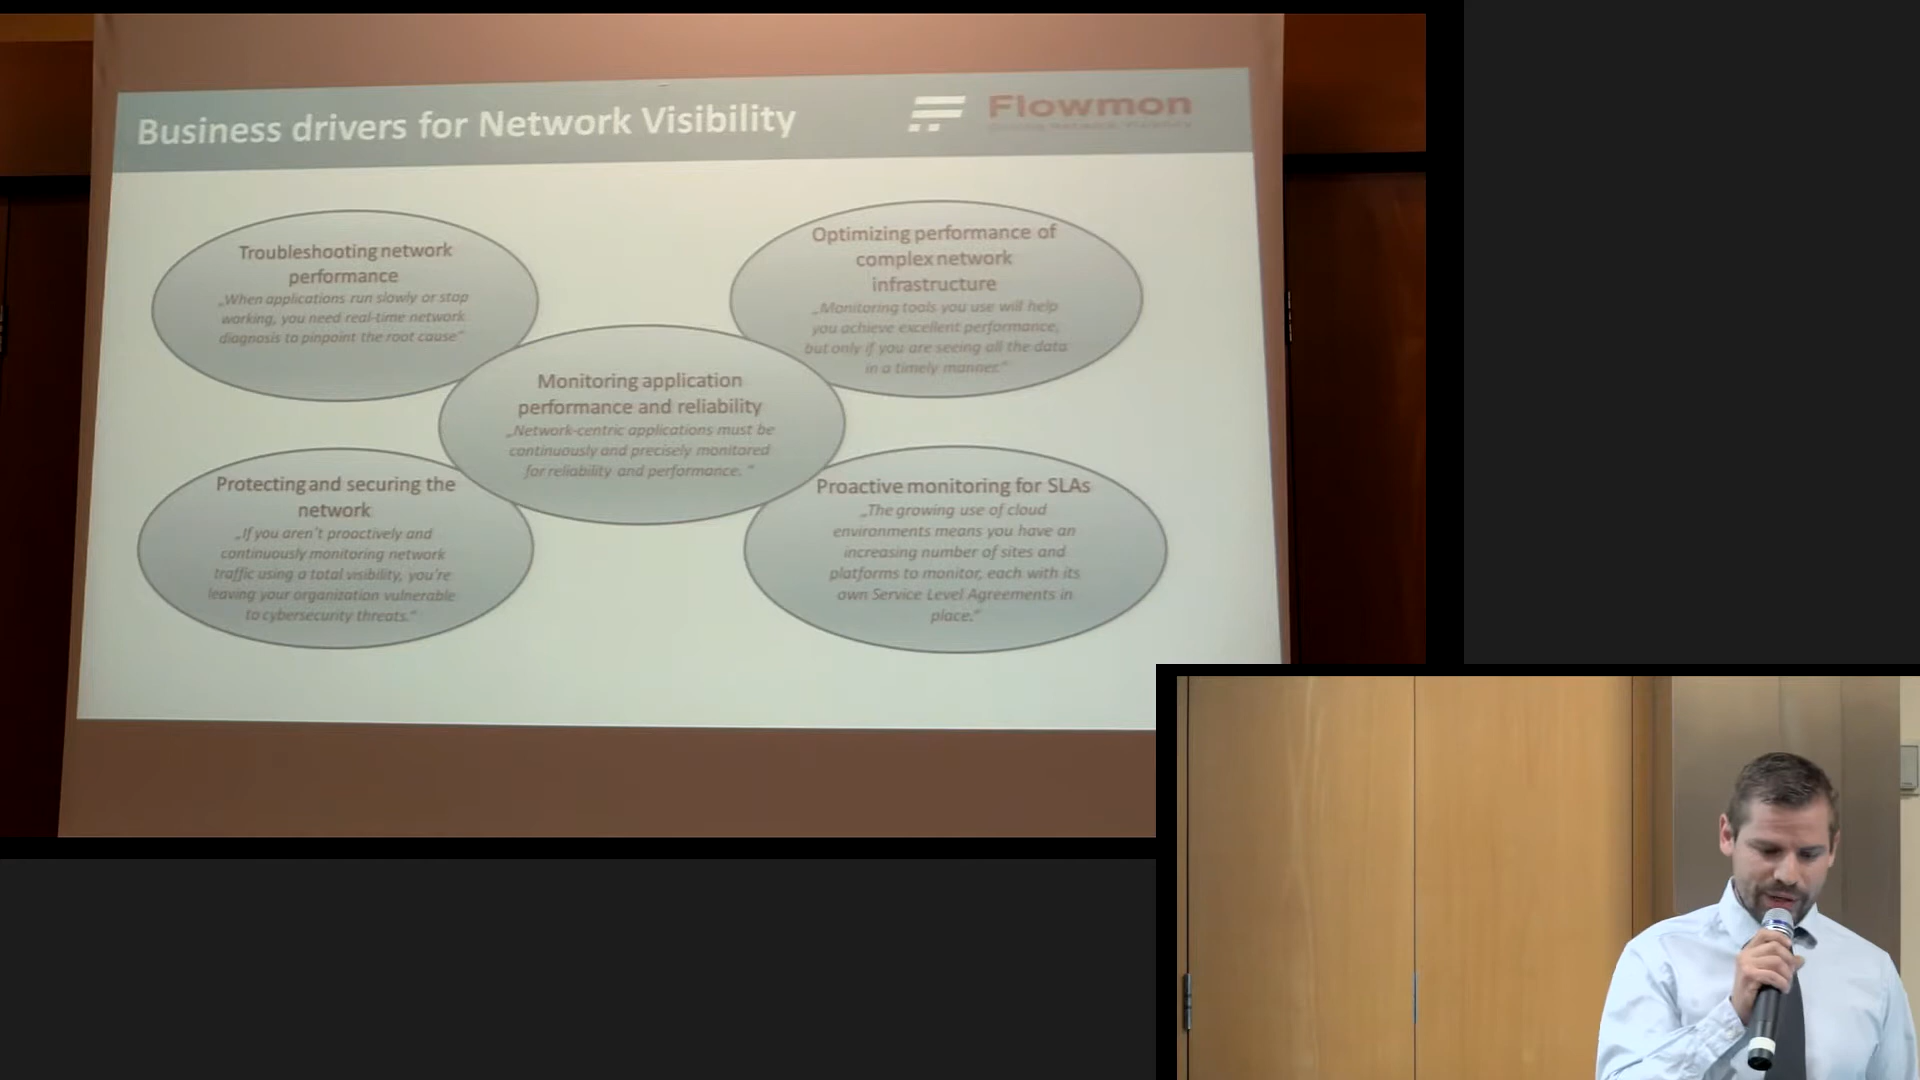 Business drivers for Network Visibility
Flowmon
Troubleshooting network
performance
„When applications run slowly or stop
working, you need real-time network
diagnosis to pinpoint the root cause"
Optimizing performance of
complex network
infrastructure
„Monitoring tools you use will help
you achieve excellent performance,
but only if you are seeing all the data
in a timely manner."
Monitoring application
performance and reliability
„Network-centric applications must be
continuously and precisely monitored
for reliability and performance. "
Protecting and securing the
network
„If you aren't proactively and
continuously monitoring network
traffic using a total visibility, you're
leaving your organization vulnerable
to cybersecurity threats."
Proactive monitoring for SLAs
„The growing use of cloud
environments means you have an
increasing number of sites and
platforms to monitor, each with its
own Service Level Agreements in
place."